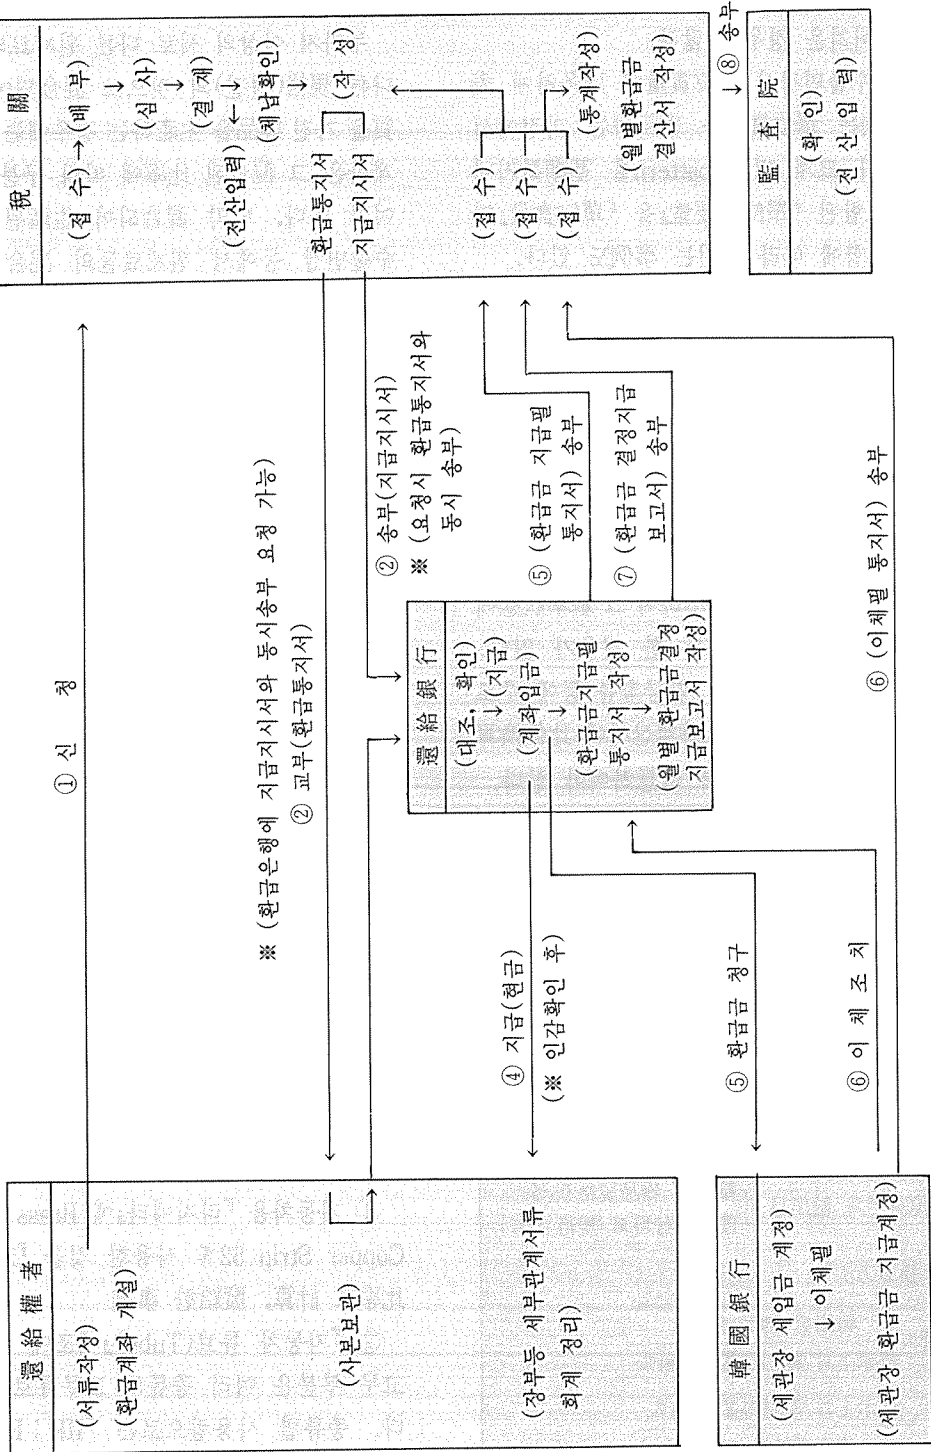 還 給 權 者
(서류작성)
(환급계좌 개설)
(사본보관)
(장부등 세부관계서류
회계 정리)
① 신 청
※ (환급은행에 지급지시서와 동시송부 요청 가능)
② 교부(환급통지서)
② 송부(지급지시서)
※ (요청시 환급통지서와
동시 송부)
④ 지급(현금)
(※ 인감확인 후)
稅 關
(접 수)→(배 부)
↓
(심 사)
↓
(결 재)
(전산입력) ←↓
(체납확인)
↓
환급통지서
지급지시서
(작 성)
(접 수)
(접 수)
(접 수)
(통계작성)
(월별환급금
결산서 작성)
↓ ⑧ 송부
監 査 院
(확 인)
(전 산 입 력)
還 給 銀 行
(대조, 확인)
↓(지급)
(계좌입금)
↓
(환급금지급필
통지서 작성)
↓
(월별 환급금결정
지급보고서 작성)
⑤ (환급금 지급필
통지서) 송부
⑦ (환급금 결정지급
보고서) 송부
⑤ 환급금 청구
⑥ 이 체 조 치
⑥ (이체필 통지서) 송부
韓 國 銀 行
(세관장 세입금 계정)
↓이체필
(세관장 환급금 지급계정)